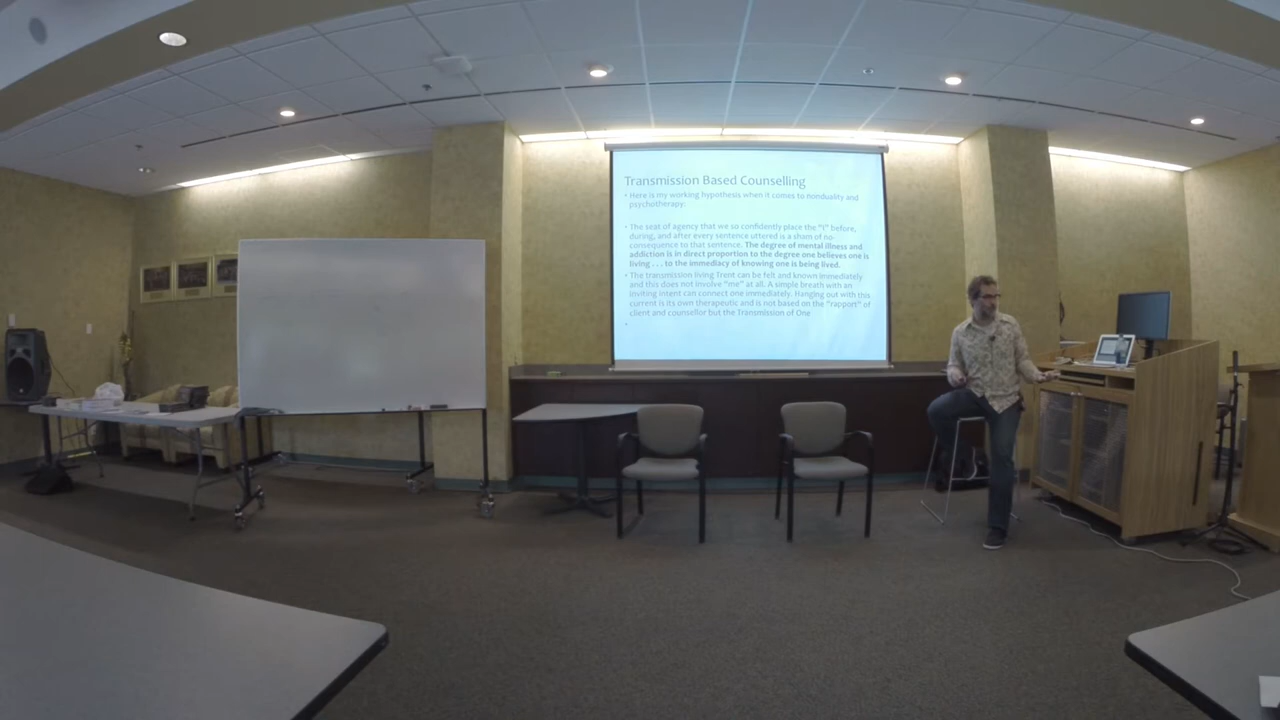 Transmission Based Counselling
• Here is my working hypothesis when it comes to nonduality and
psychotherapy.
• The seat of agency that we so confidently place the "I" before,
during, and after every sentence uttered is a sham of no-
consequence to that sentence. The degree of mental illness and
addiction is in direct proportion to the degree one believes one is
living . . . to the immediacy of knowing one is being lived.
• The transmission living Trent can be felt and known immediately
and this does not involve "me" at all. A simple breath with an
inviting intent can connect one immediately. Hanging out with this
current is its own therapeutic and is not based on the "rapport" of
client and counsellor but the Transmission of One
•